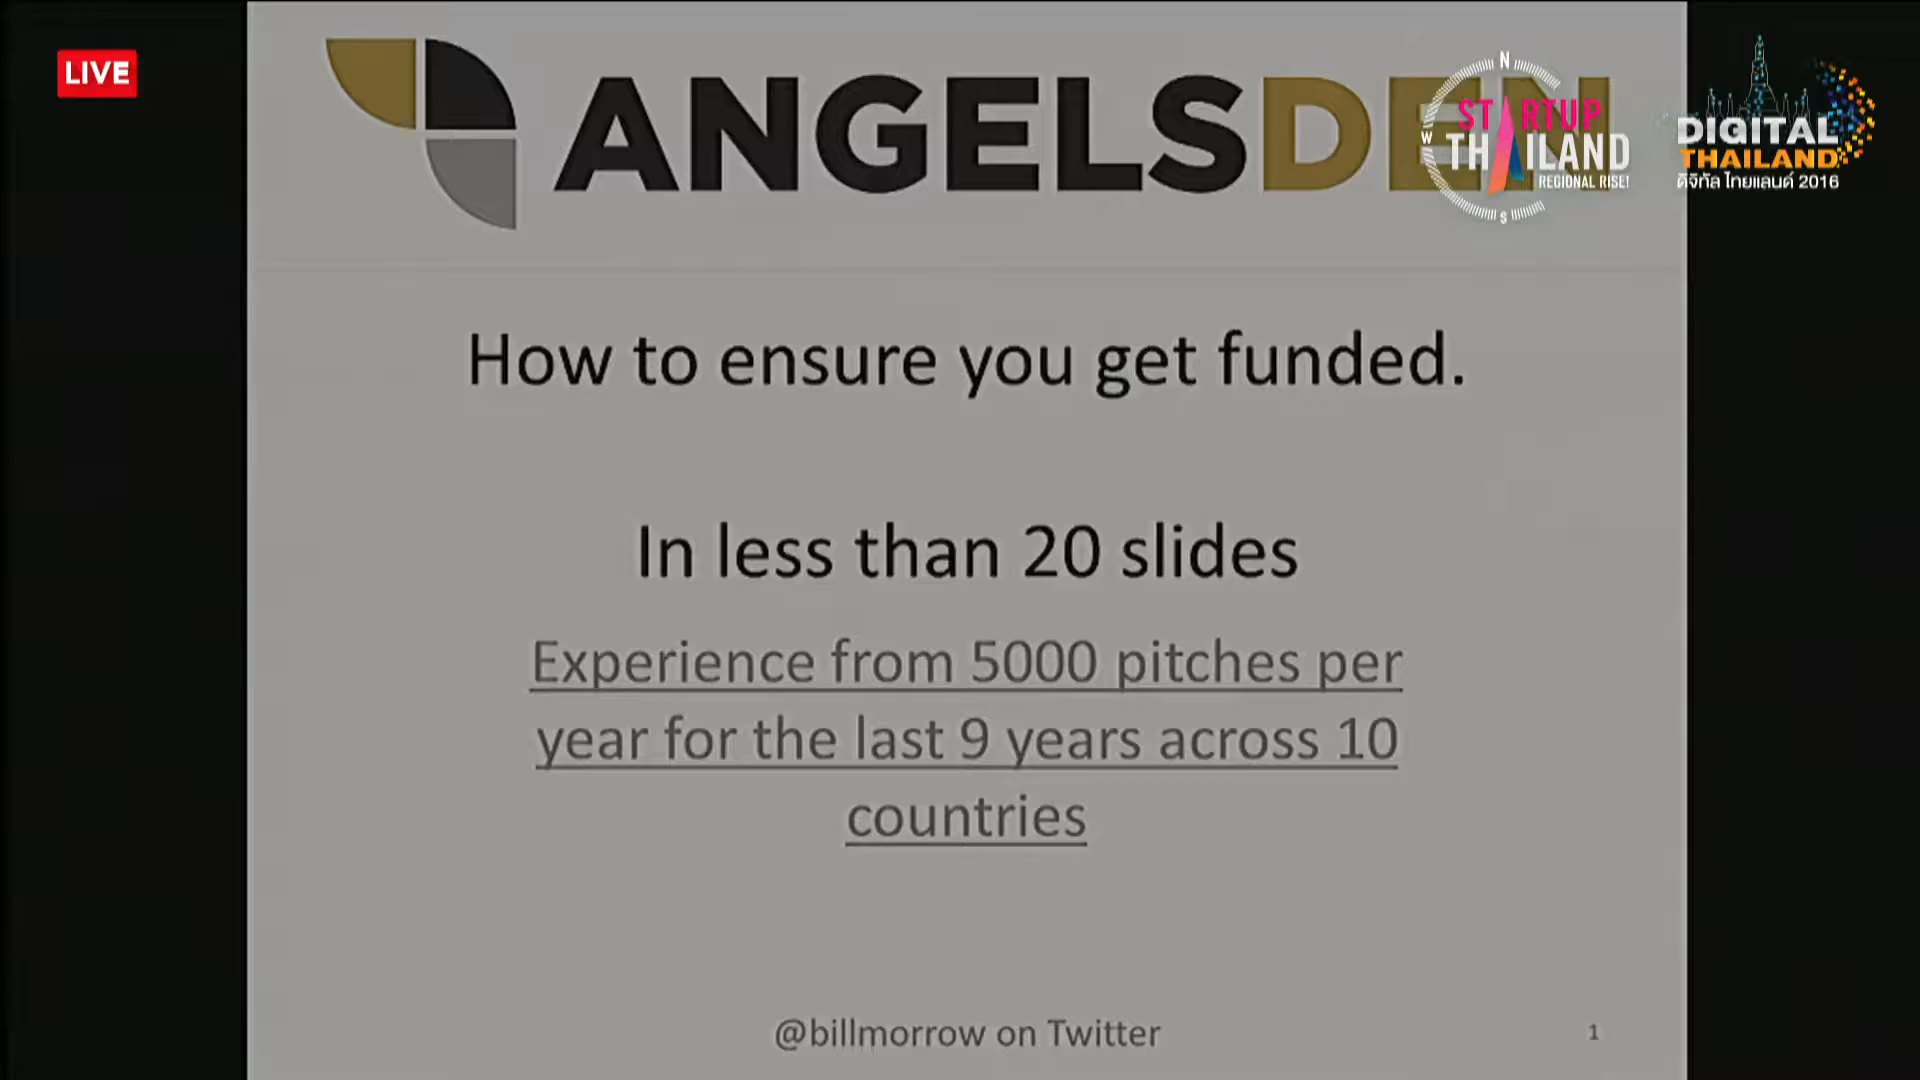 LIVE
ANGELSDEN
N
W
S
STARTUP
THAILAND
REGIONAL RISE!
DIGITAL
THAILAND
ดิจิทัล ไทยแลนด์ 2016
How to ensure you get funded.
In less than 20 slides
Experience from 5000 pitches per
year for the last 9 years across 10
countries
@billmorrow on Twitter
1